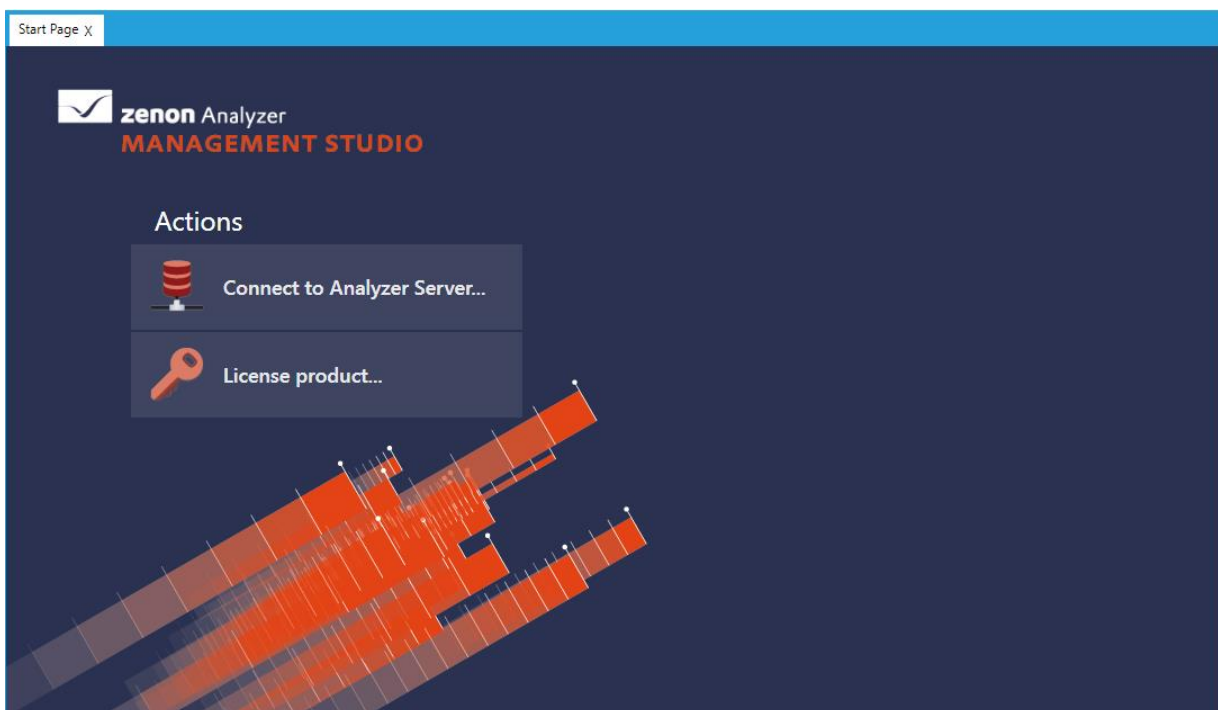 Start Page X
zenon Analyzer
MANAGEMENT STUDIO
Actions
Connect to Analyzer Server...
License product...